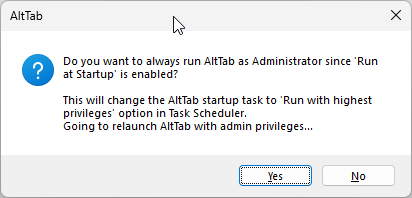 AltTab
Do you want to always run AltTab as Administrator since 'Run
at Startup' is enabled?
This will change the AltTab startup task to 'Run with highest
privileges' option in Task Scheduler.
Going to relaunch AltTab with admin privileges...
Yes
No